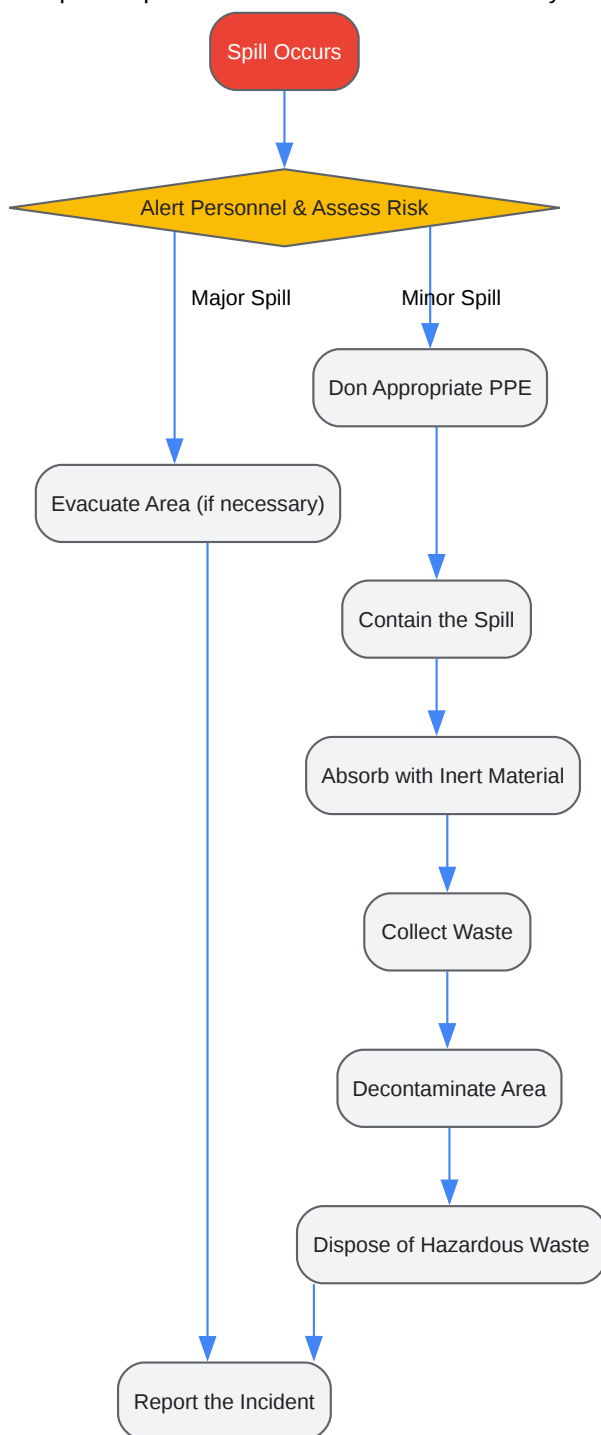 Spill Occurs
Alert Personnel & Assess Risk
Major Spill
Minor Spill
Don Appropriate PPE
Evacuate Area (if necessary)
Contain the Spill
Absorb with Inert Material
Collect Waste
Decontaminate Area
Dispose of Hazardous Waste
Report the Incident